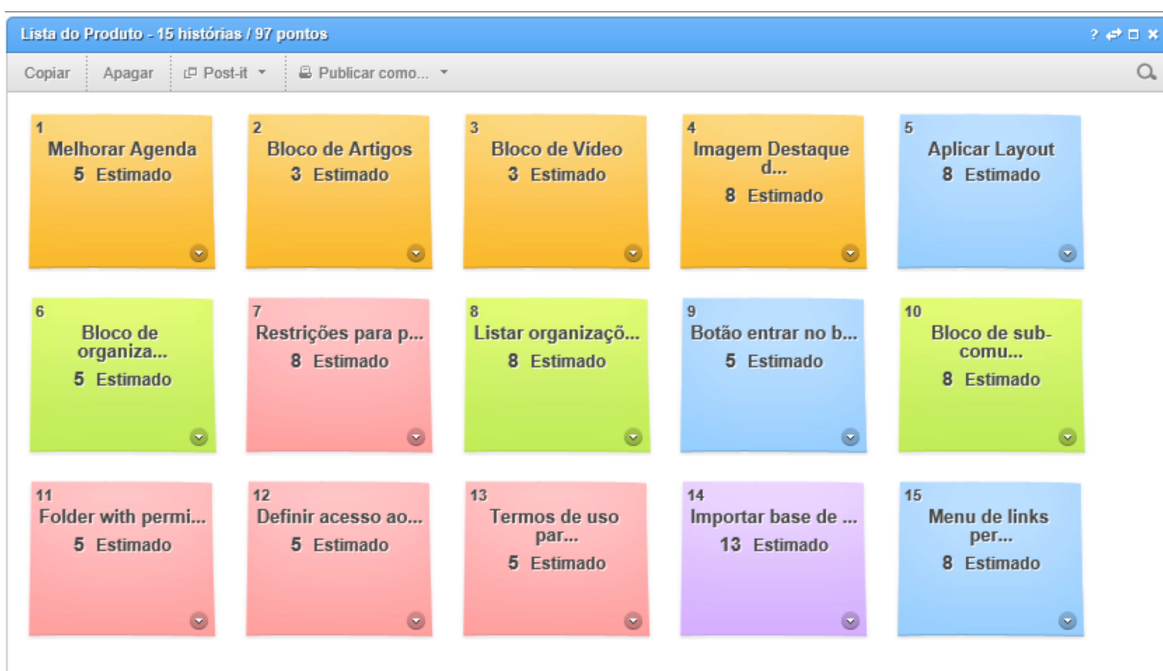 Lista do Produto - 15 histórias / 97 pontos
?
Copiar Apagar Post-it Publicar como...
1
Melhorar Agenda
5 Estimado
2
Bloco de Artigos
3 Estimado
3
Bloco de Vídeo
3 Estimado
4
Imagem Destaque
d...
8 Estimado
5
Aplicar Layout
8 Estimado
6
Bloco de
organiza...
5 Estimado
7
Restrições para p...
8 Estimado
8
Listar organizaçõ...
8 Estimado
9
Botão entrar no b...
5 Estimado
10
Bloco de sub-
comu...
8 Estimado
11
Folder with permi...
5 Estimado
12
Definir acesso ao...
5 Estimado
13
Termos de uso
par...
5 Estimado
14
Importar base de ...
13 Estimado
15
Menu de links
per...
8 Estimado